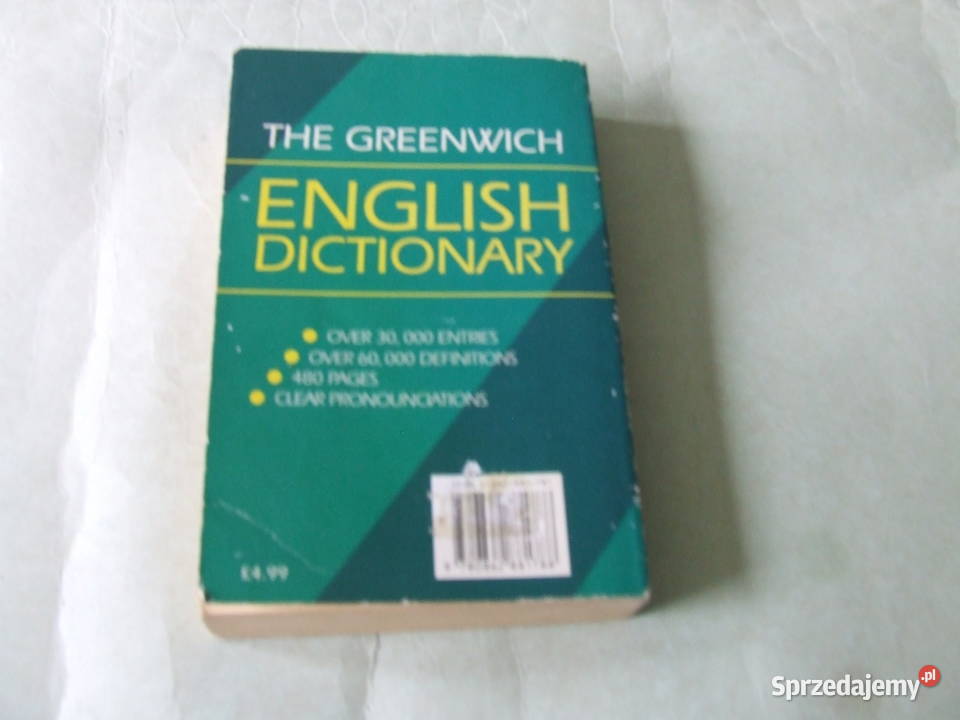 THE GREENWICH
ENGLISH
DICTIONARY
OVER 30,000 ENTRIES
OVER 60,000 DEFINITIONS
480 PAGES
CLEAR PRONOUNCIATIONS
£4.99
Sprzedajemy.pl